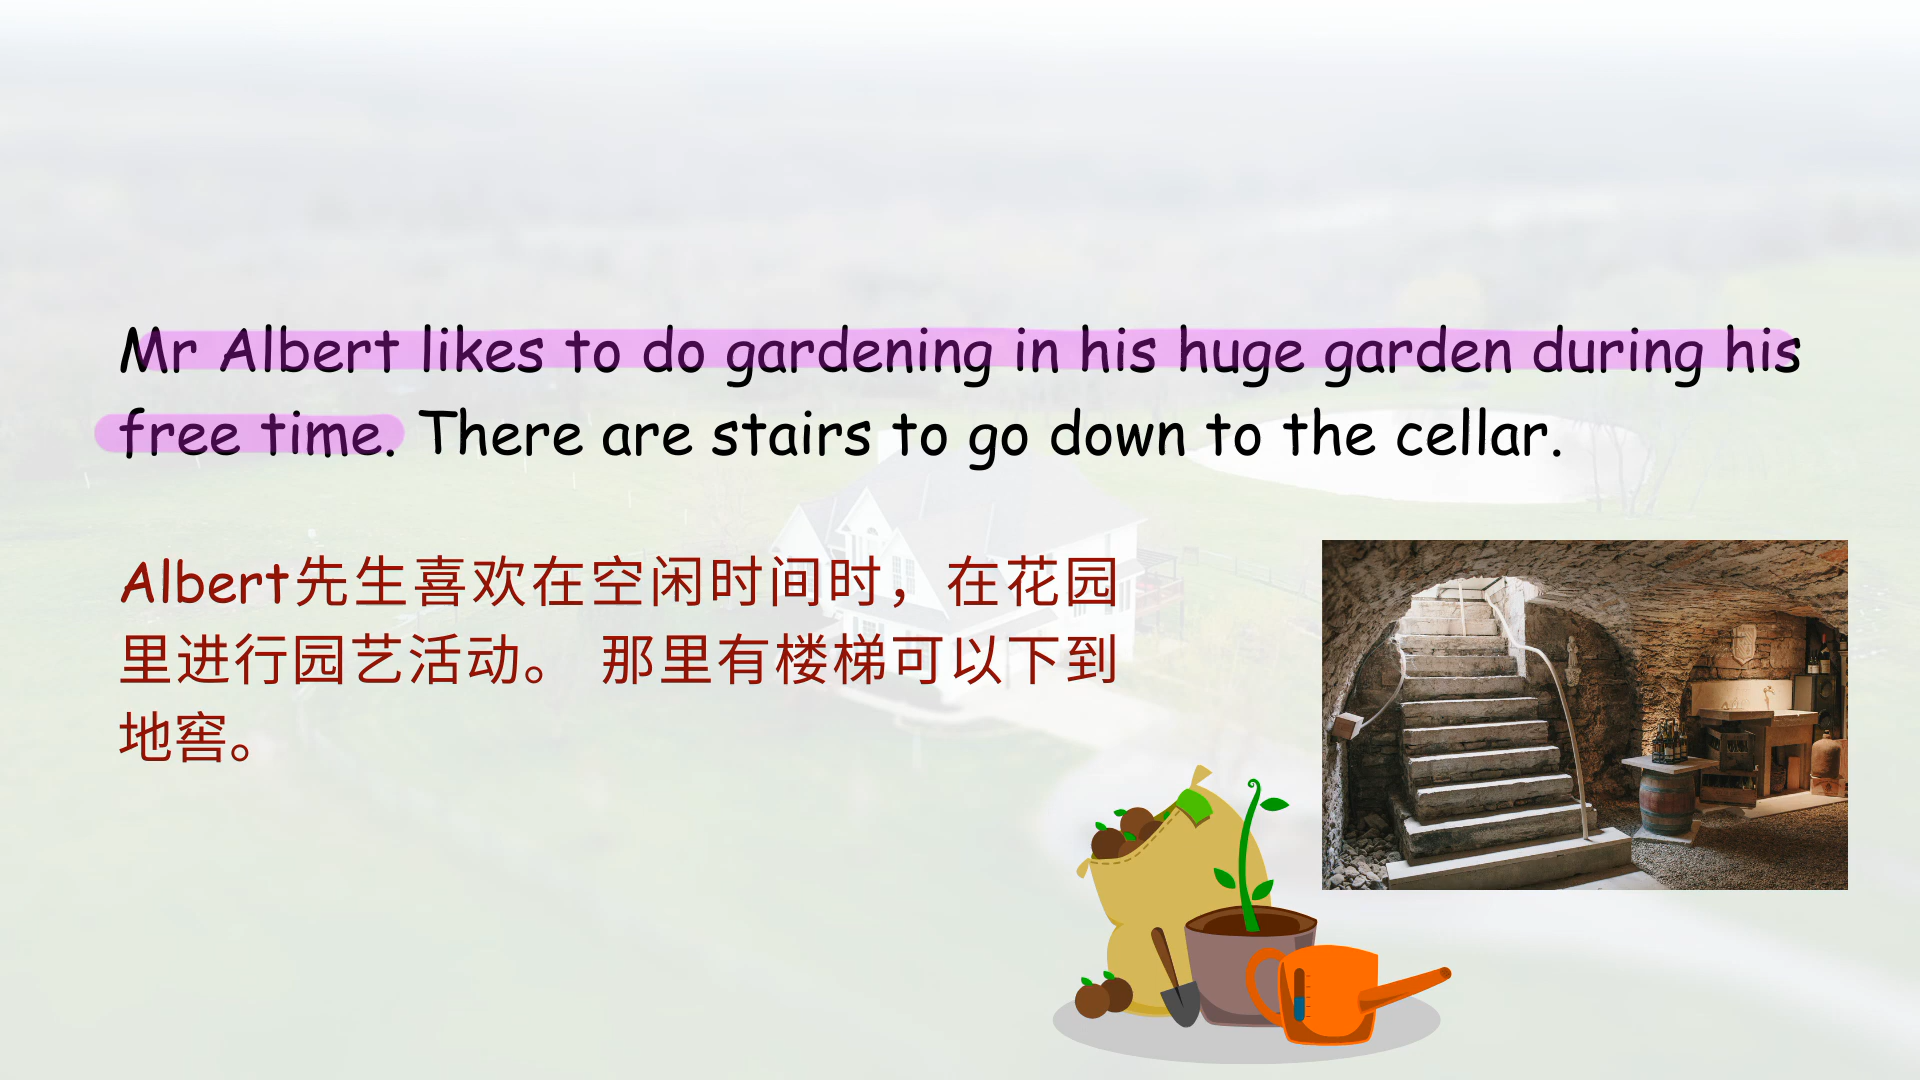 Mr Albert likes to do gardening in his huge garden during his
free time. There are stairs to go down to the cellar.
Albert先生喜欢在空闲时间时，在花园
里进行园艺活动。 那里有楼梯可以下到
地窖。